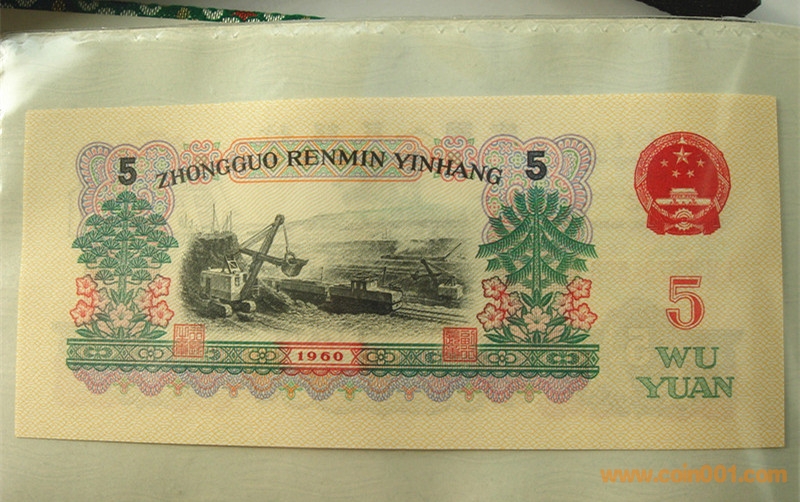 5
ZHONGGUO RENMIN YINHANG
5
5
WU
YUAN
1960
www.coin001.com